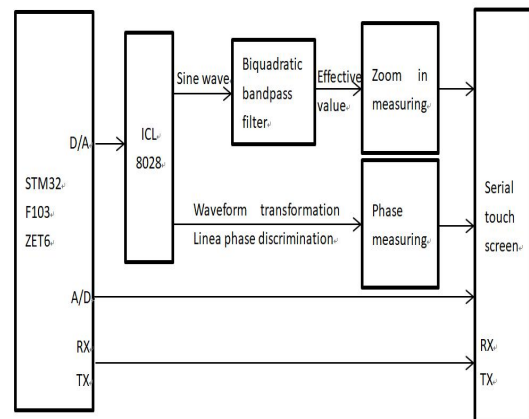 STM32
F103
ZET6
D/A
A/D
RX
TX
ICL
8028
Sine wave
Biquadratic
bandpass
filter
Effective
value
Zoom in
measuring
Waveform transformation
Linea phase discrimination
Phase
measuring
Serial
touch
screen
RX
TX